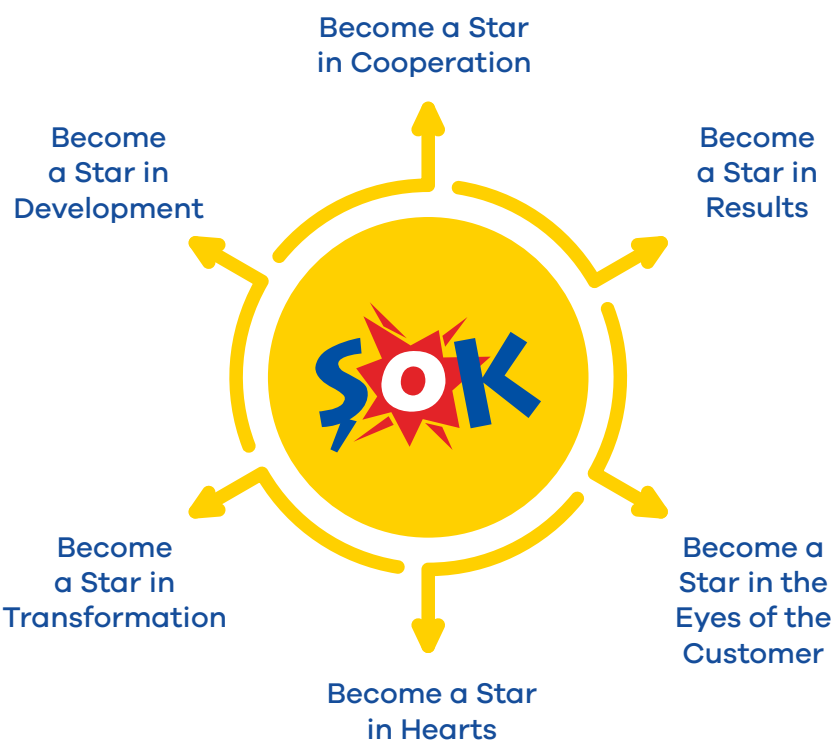 Become a Star
in Cooperation
Become
a Star in
Results
Become a
Star in the
Eyes of the
Customer
Become a Star
in Hearts
Become
a Star in
Transformation
Become
a Star in
Development
ŞOK